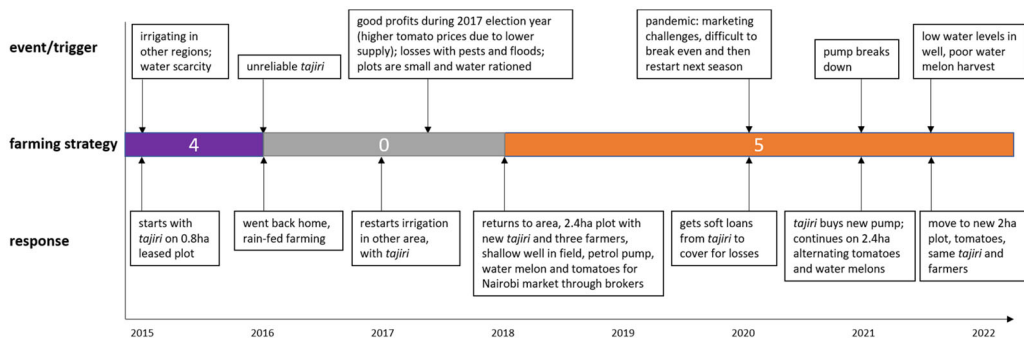 event/trigger
irrigating in
other regions;
water scarcity
unreliable tajiri
good profits during 2017 election year
(higher tomato prices due to lower
supply); losses with pests and floods;
plots are small and water rationed
pandemic: marketing
challenges, difficult to
break even and then
restart next season
pump breaks
down
low water levels in
well, poor water
melon harvest
farming strategy
4
0
5
response
starts with
tajiri on 0.8ha
leased plot
went back home,
rain-fed farming
restarts irrigation
in other area,
with tajiri
returns to area, 2.4ha plot with
new tajiri and three farmers,
shallow well in field, petrol pump,
water melon and tomatoes for
Nairobi market through brokers
gets soft loans
from tajiri to
cover for losses
tajiri buys new pump;
continues on 2.4ha
alternating tomatoes
and water melons
move to new 2ha
plot, tomatoes,
same tajiri and
farmers
2015
2016
2017
2018
2019
2020
2021
2022